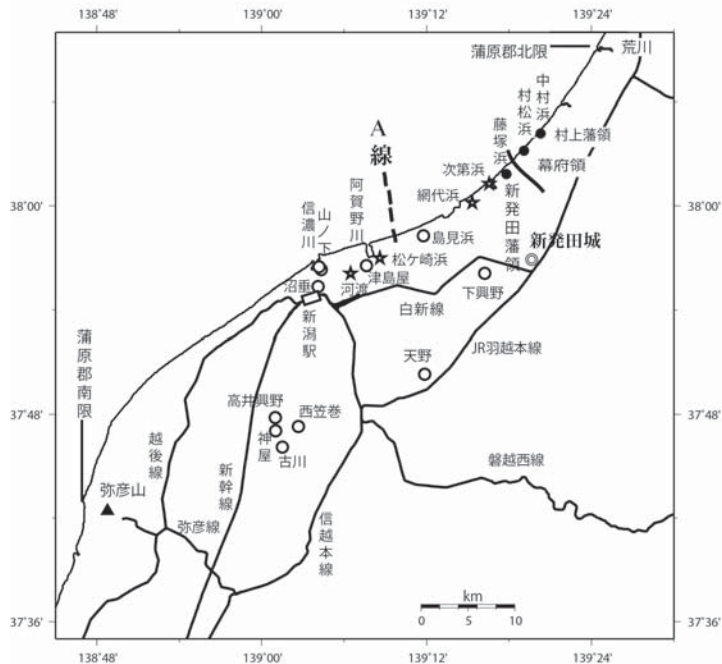 138°48'
139°00'
139°12'
139°24'
蒲原郡北限
荒川
中村浜
村松浜
藤塚浜
村上藩領
幕府領
A線
次第浜
網代浜
新発田藩領
新発田城
38°00'
38°00'
阿賀野川
山ノ下
信濃川
島見浜
松ケ崎浜
津島屋
河渡
沼垂
下興野
白新線
新潟駅
JR羽越本線
天野
蒲原郡南限
高井興野
西笠巻
37°48'
37°48'
神屋
古川
越後線
新幹線
磐越西線
弥彦山
弥彦線
信越本線
km
0 5 10
37°36'
37°36'
138°48'
139°00'
139°12'
139°24'